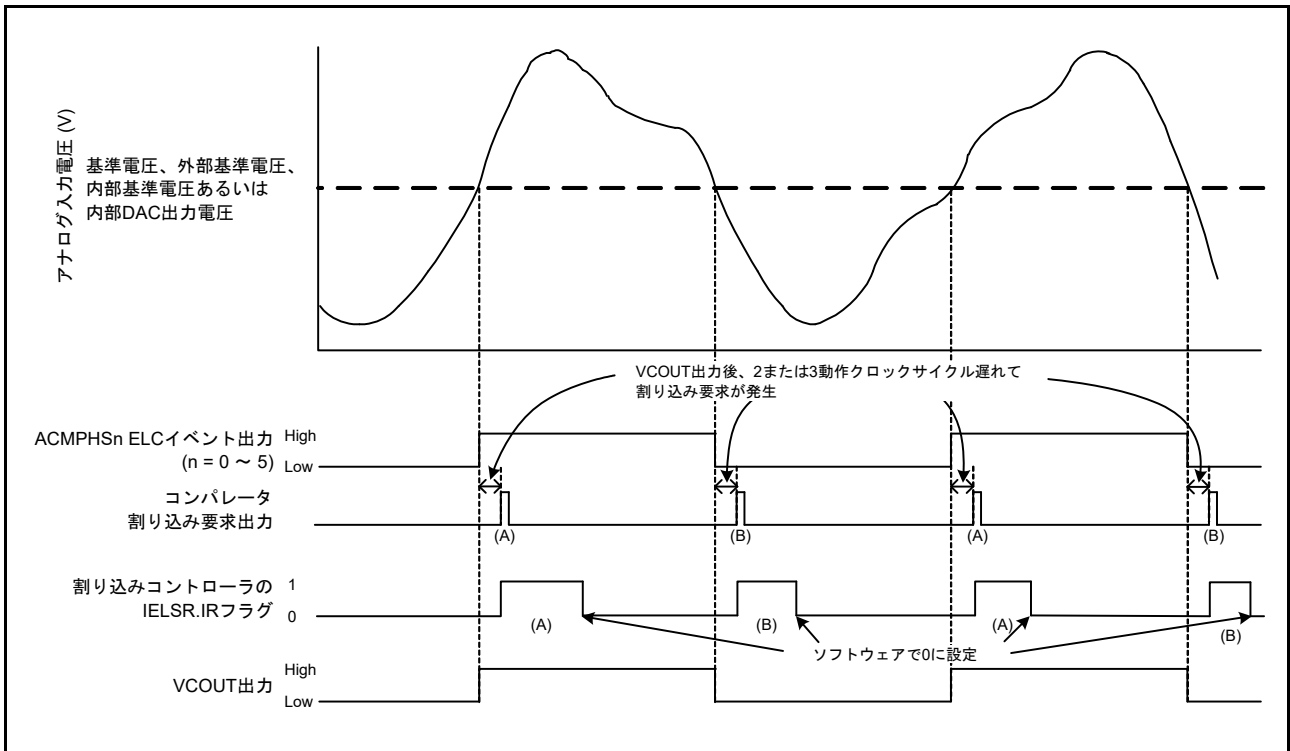 アナログ入力電圧 (V)
基準電圧、外部基準電圧、
内部基準電圧あるいは
内部DAC出力電圧
VCOUT出力後、2または3動作クロックサイクル遅れて
割り込み要求が発生
ACMPHSn ELCイベント出力
(n = 0 ～ 5)
High
Low
コンパレータ
割り込み要求出力
(A)
(B)
(A)
(B)
割り込みコントローラの
IELSR.IRフラグ
1
0
(A)
(B)
(A)
(B)
ソフトウェアで0に設定
VCOUT出力
High
Low